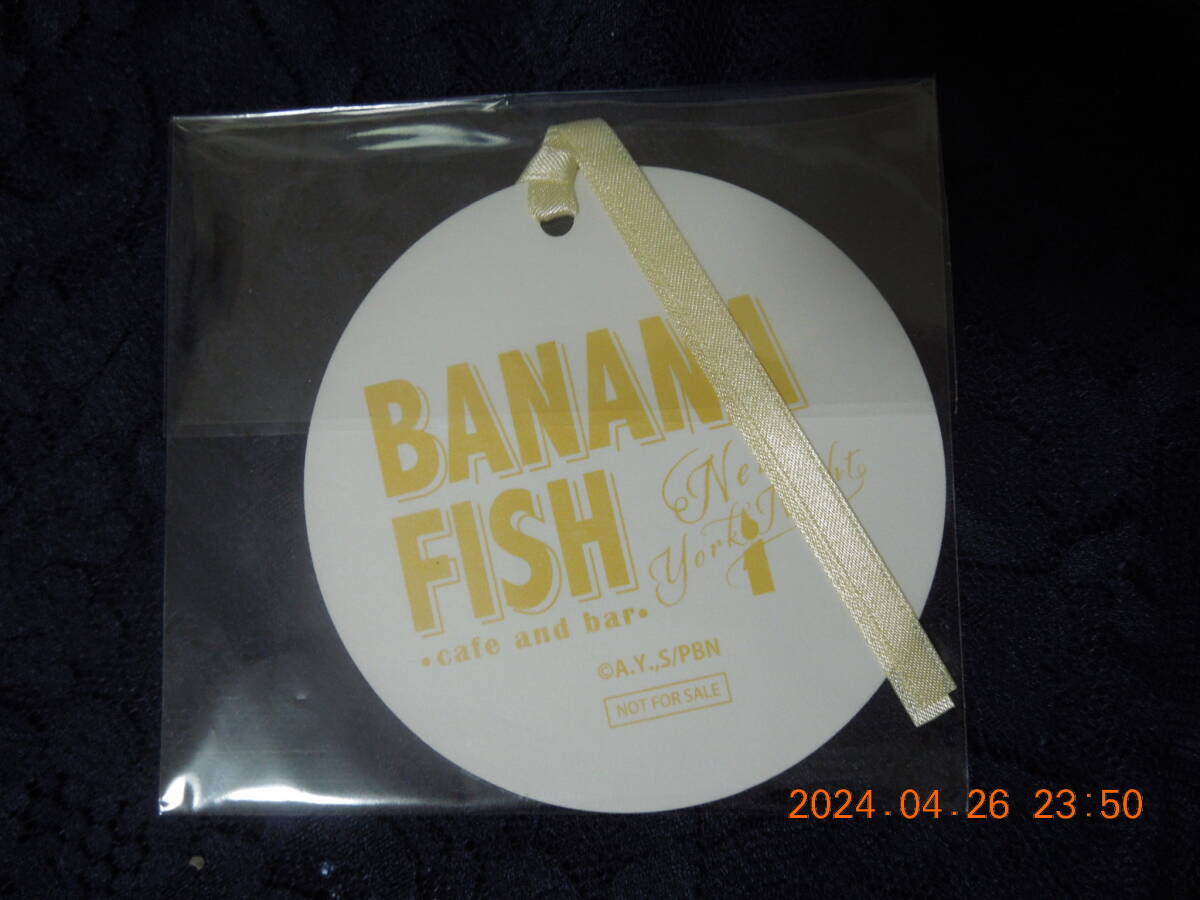 BANANA
FISH
New
York Night
•cafe and bar•
©A.Y.,S/PBN
NOT FOR SALE
2024.04.26 23:50